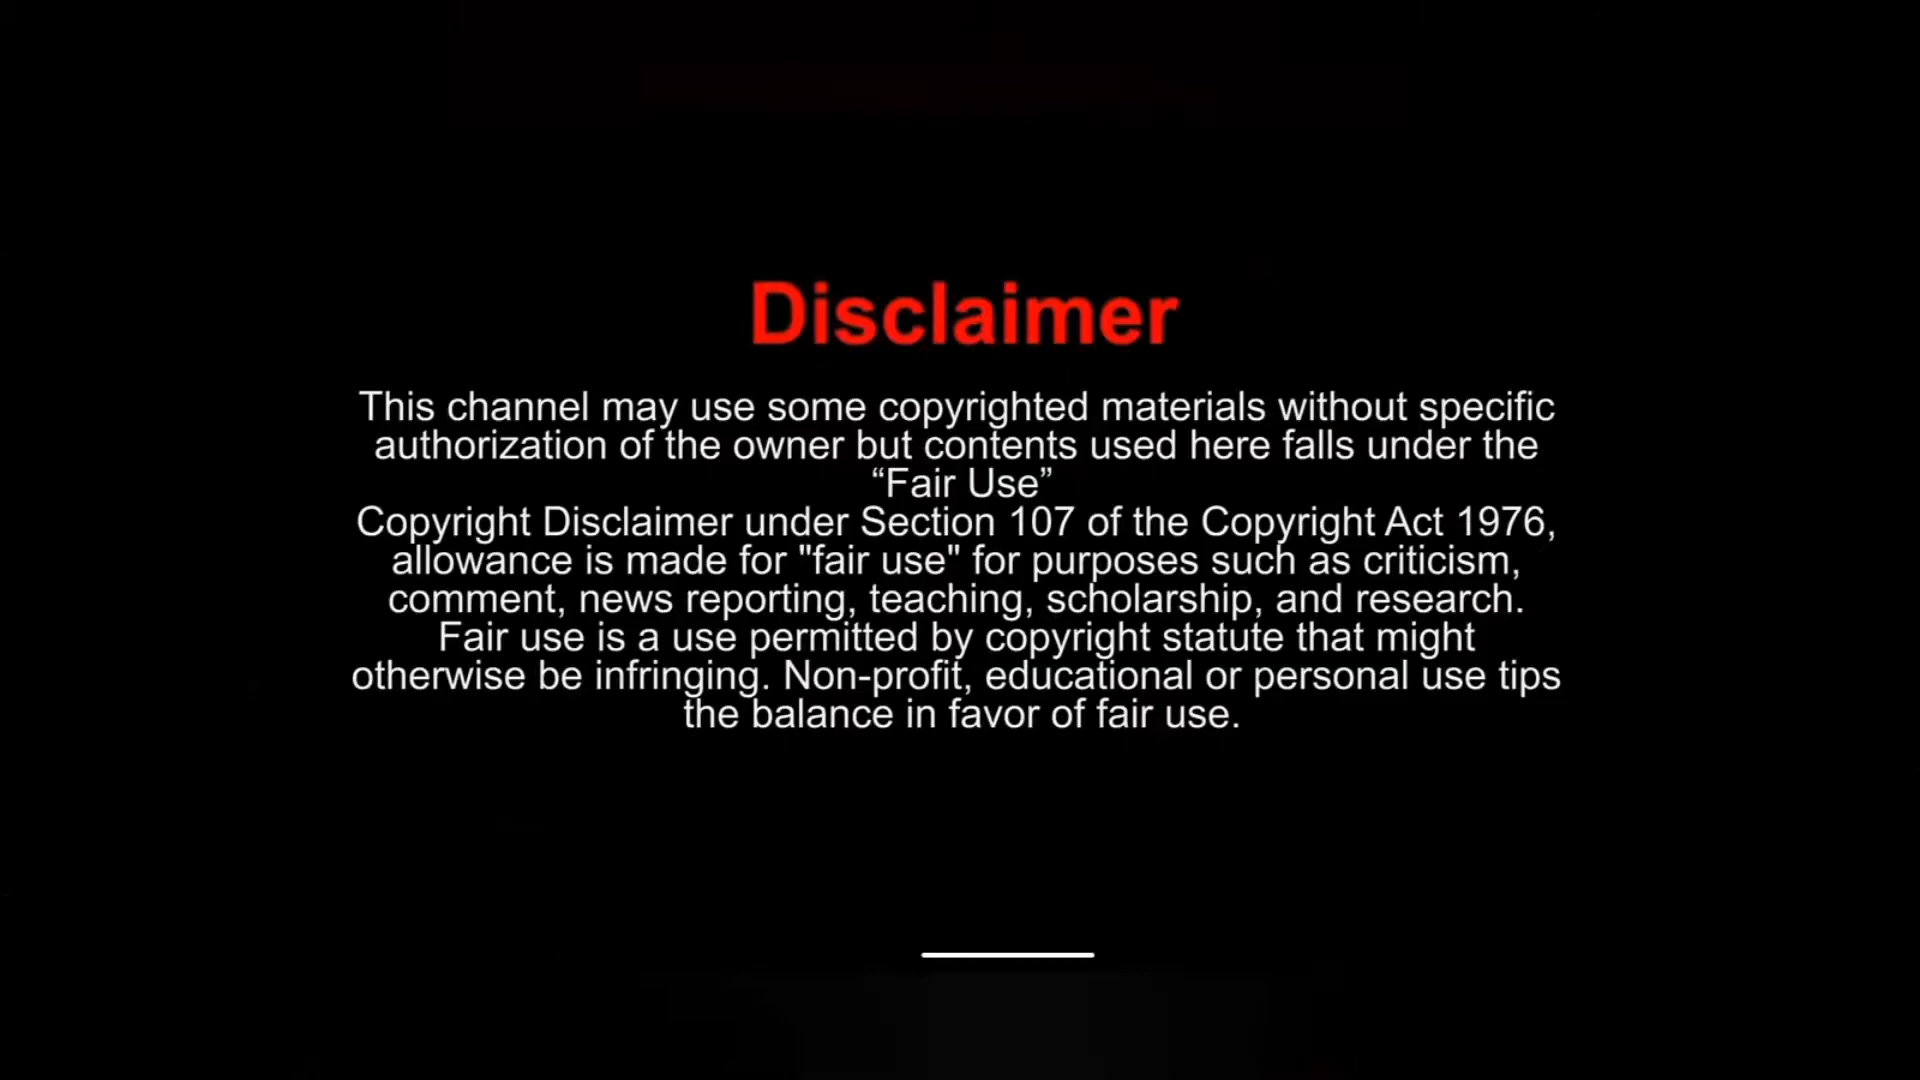 Disclaimer
This channel may use some copyrighted materials without specific
authorization of the owner but contents used here falls under the
“Fair Use”
Copyright Disclaimer under Section 107 of the Copyright Act 1976,
allowance is made for "fair use" for purposes such as criticism,
comment, news reporting, teaching, scholarship, and research.
Fair use is a use permitted by copyright statute that might
otherwise be infringing. Non-profit, educational or personal use tips
the balance in favor of fair use.